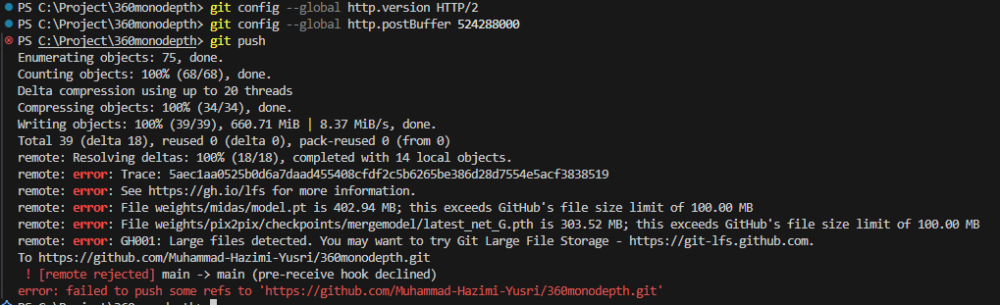 PS C:\Project\360monodepth> git config --global http.version HTTP/2
PS C:\Project\360monodepth> git config --global http.postBuffer 524288000
PS C:\Project\360monodepth> git push
Enumerating objects: 75, done.
Counting objects: 100% (68/68), done.
Delta compression using up to 20 threads
Compressing objects: 100% (34/34), done.
Writing objects: 100% (39/39), 660.71 MiB | 8.37 MiB/s, done.
Total 39 (delta 18), reused 0 (delta 0), pack-reused 0 (from 0)
remote: Resolving deltas: 100% (18/18), completed with 14 local objects.
remote: error: Trace: 5aec1aa0525b0d6a7daad455408cfdf2c5b6265be386d28d7554e5acf3838519
remote: error: See https://gh.io/lfs for more information.
remote: error: File weights/midas/model.pt is 402.94 MB; this exceeds GitHub's file size limit of 100.00 MB
remote: error: File weights/pix2pix/checkpoints/mergemodel/latest_net_G.pth is 303.52 MB; this exceeds GitHub's file size limit of 100.00 MB
remote: error: GH001: Large files detected. You may want to try Git Large File Storage - https://git-lfs.github.com.
To https://github.com/Muhammad-Hazimi-Yusri/360monodepth.git
! [remote rejected] main -> main (pre-receive hook declined)
error: failed to push some refs to 'https://github.com/Muhammad-Hazimi-Yusri/360monodepth.git'
PS C:\Project\360monodepth>